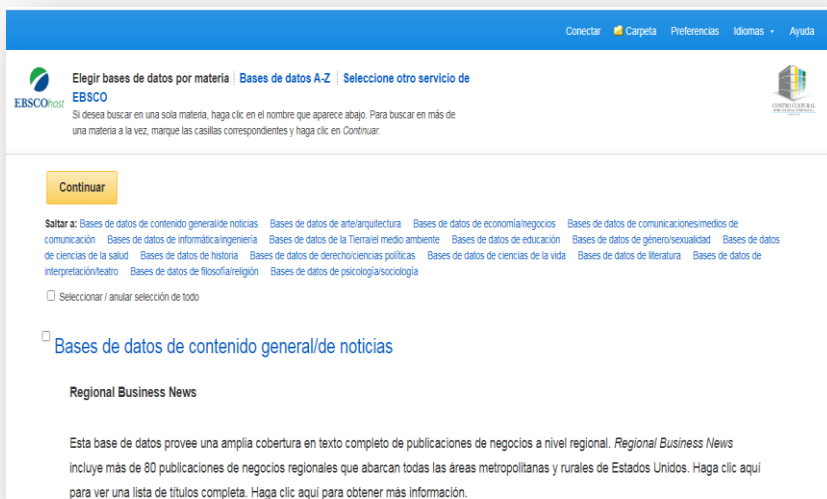 Conectar Carpeta Preferencias Idiomas Ayuda
Elegir bases de datos por materia | Bases de datos A-Z | Seleccione otro servicio de
EBSCO
EBSCOhost
Si desea buscar en una sola materia, haga clic en el nombre que aparece abajo. Para buscar en más de
una materia a la vez, marque las casillas correspondientes y haga clic en Continuar.
CENTRO CULTURAL
Continuar
Saltar a: Bases de datos de contenido general/de noticias Bases de datos de arte/arquitectura Bases de datos de economía/negocios Bases de datos de comunicaciones/medios de
comunicación Bases de datos de informática/ingeniería Bases de datos de la Tierra/el medio ambiente Bases de datos de educación Bases de datos de género/sexualidad Bases de datos
de ciencias de la salud Bases de datos de historia Bases de datos de derecho/ciencias políticas Bases de datos de ciencias de la vida Bases de datos de literatura Bases de datos de
interpretación/teatro Bases de datos de filosofía/religión Bases de datos de psicología/sociología
Seleccionar / anular selección de todo
Bases de datos de contenido general/de noticias
Regional Business News
Esta base de datos provee una amplia cobertura en texto completo de publicaciones de negocios a nivel regional. Regional Business News
incluye más de 80 publicaciones de negocios regionales que abarcan todas las áreas metropolitanas y rurales de Estados Unidos. Haga clic aquí
para ver una lista de títulos completa. Haga clic aquí para obtener más información.